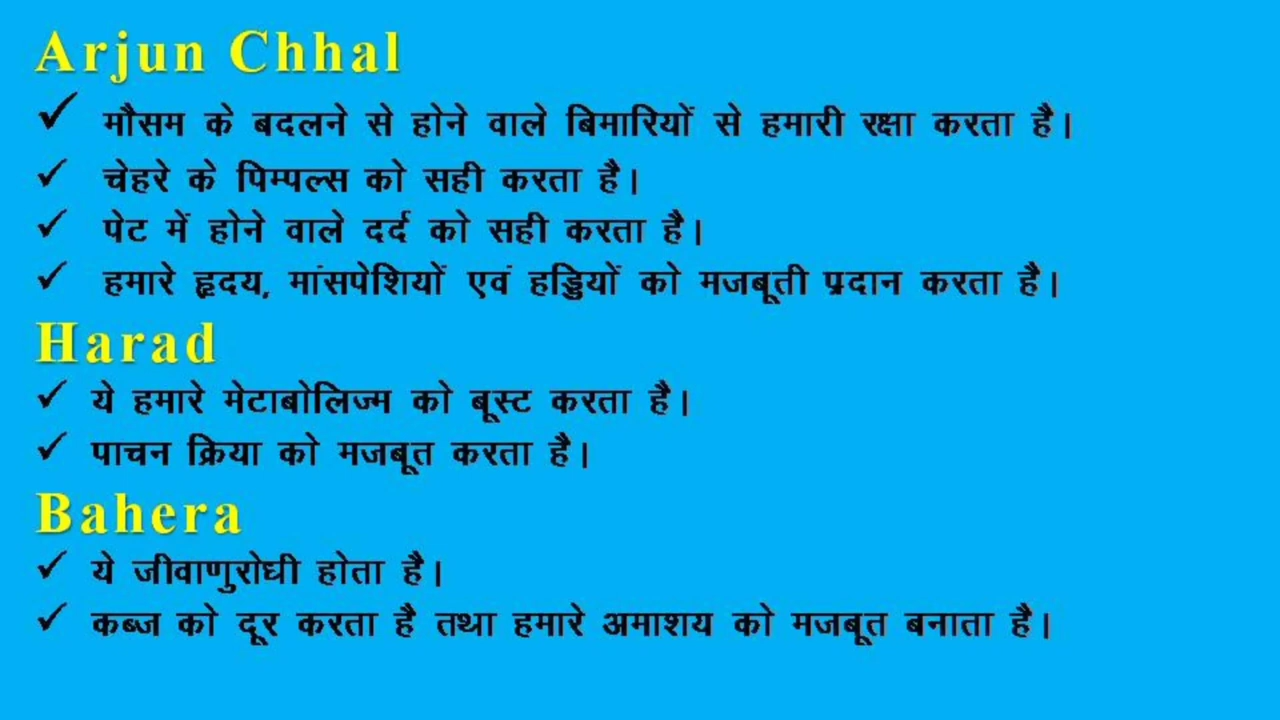 Arjun Chhal
✓ मौसम के बदलने से होने वाले बिमारियों से हमारी रक्षा करता है।
✓ चेहरे के पिम्पल्स को सही करता है।
✓ पेट में होने वाले दर्द को सही करता है।
✓ हमारे हृदय, मांसपेशियों एवं हड्डियों को मजबूती प्रदान करता है।
Harad
✓ ये हमारे मेटाबोलिज्म को बूस्ट करता है।
✓ पाचन क्रिया को मजबूत करता है।
Bahera
✓ ये जीवाणुरोधी होता है।
✓ कब्ज को दूर करता है तथा हमारे अमाशय को मजबूत बनाता है।